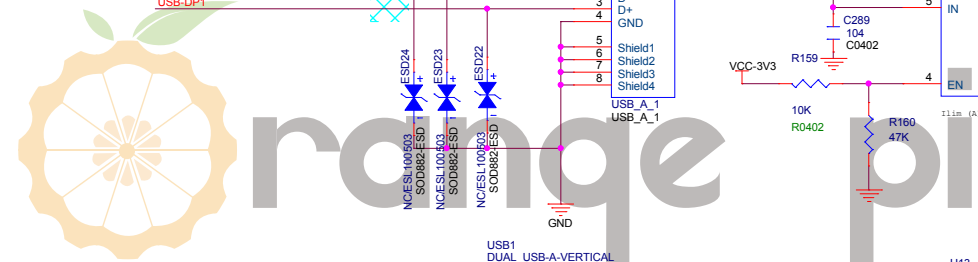 USB-DP1
3
D+
4
GND
5
Shield1
6
Shield2
7
Shield3
8
Shield4
USB_A_1
USB_A_1
ESD24
ESD23
ESD22
+
+
+
NC/ESL100503
SOD882-ESD
NC/ESL100503
SOD882-ESD
NC/ESL100503
SOD882-ESD
GND
USB1
DUAL USB-A-VERTICAL
5
IN
C289
104
C0402
R159
VCC-3V3
4
EN
10K
R0402
R160
47K
range pi